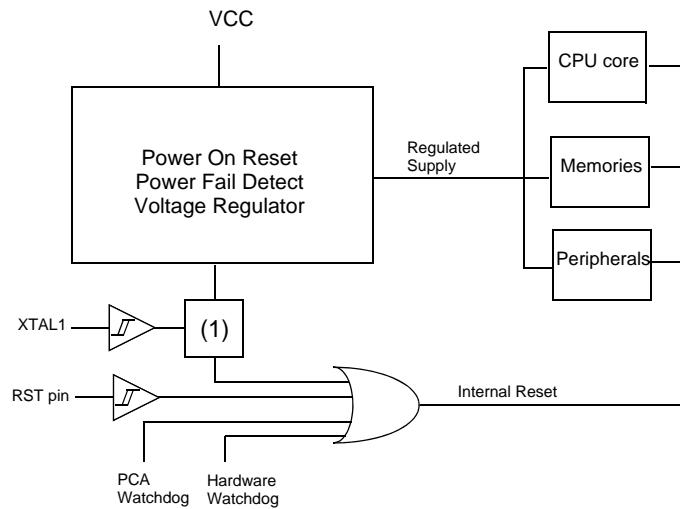 VCC
CPU core
Power On Reset
Power Fail Detect
Voltage Regulator
Regulated
Supply
Memories
Peripherals
XTAL1
(1)
RST pin
Internal Reset
PCA
Watchdog
Hardware
Watchdog